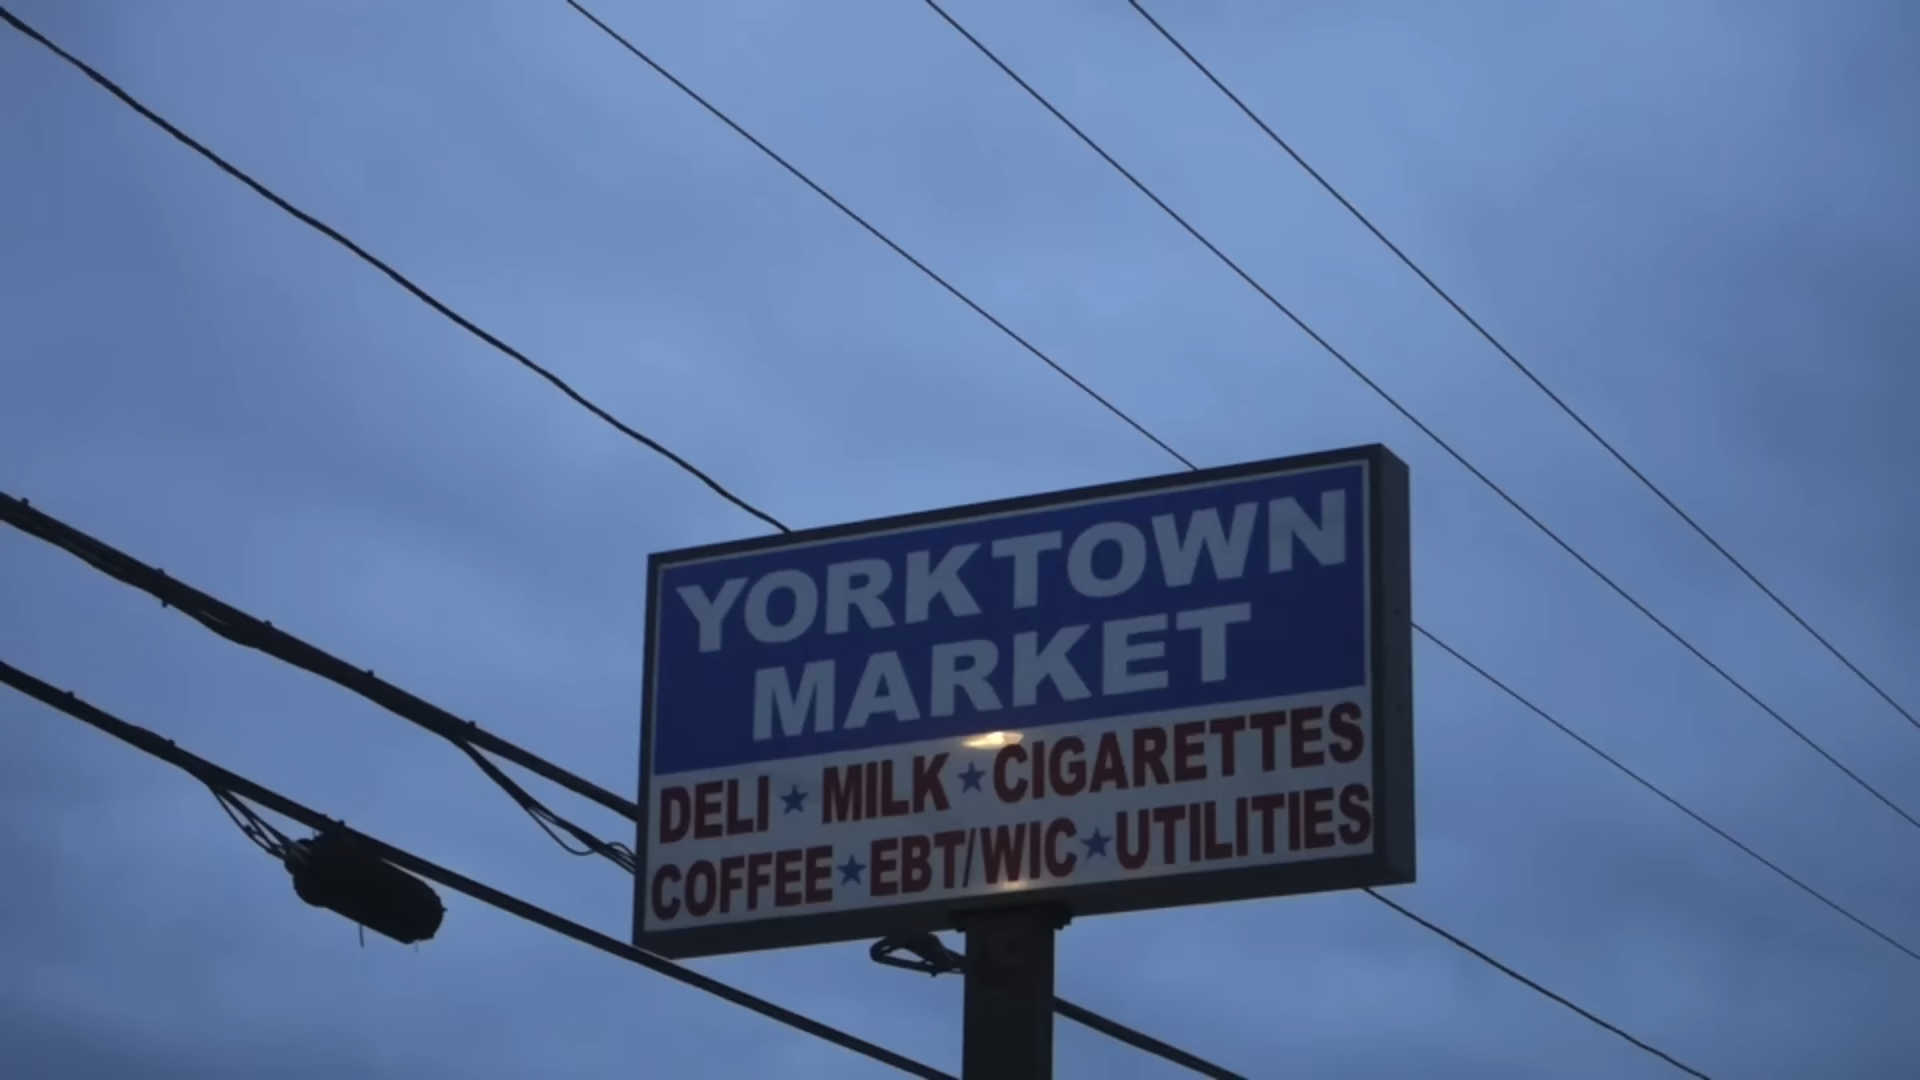 YORKTOWN
MARKET
DELI ★ MILK ★ CIGARETTES
COFFEE ★ EBT/WIC ★ UTILITIES